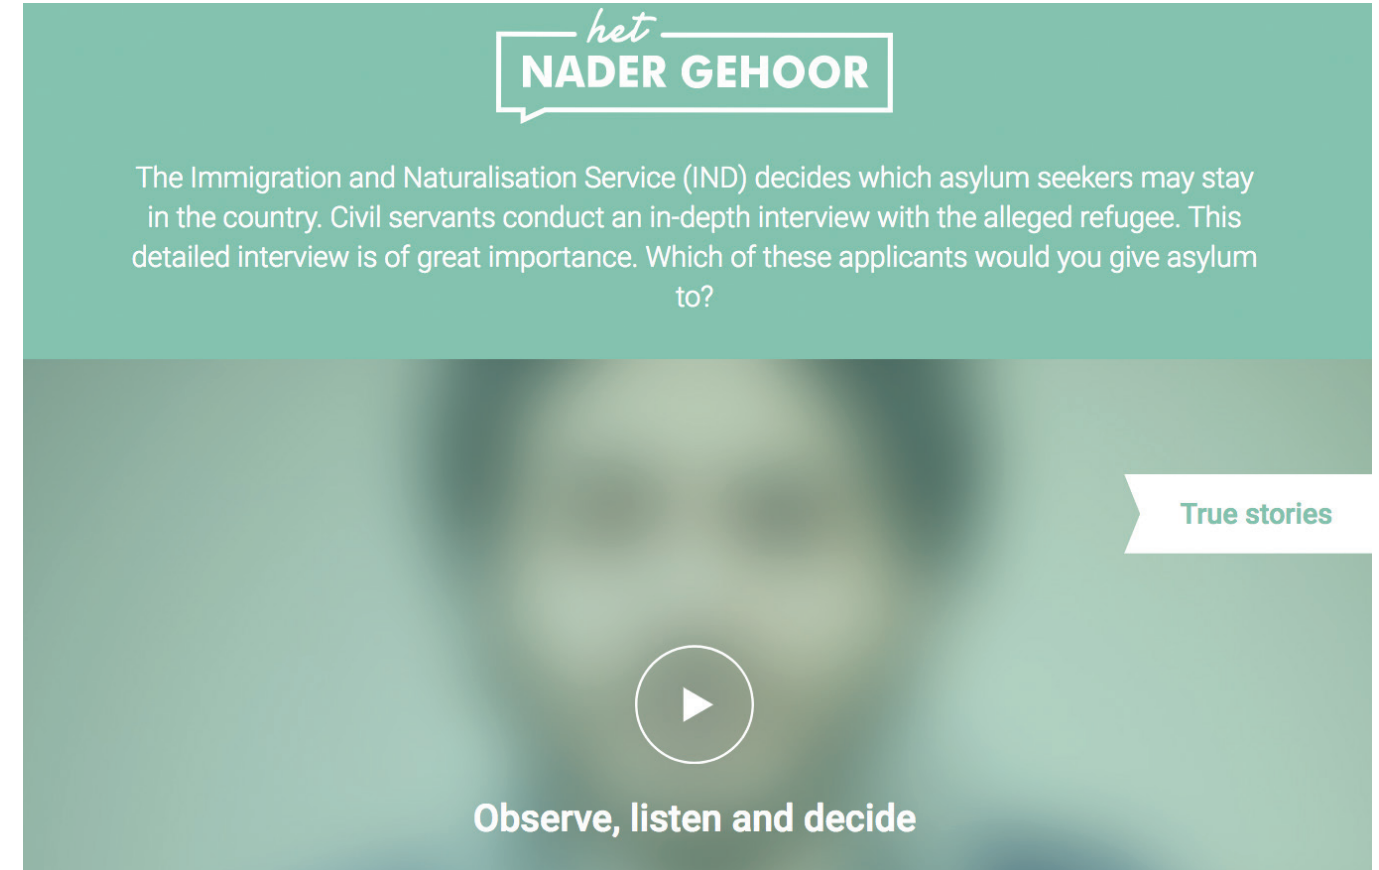 het
NADER GEHOOR
The Immigration and Naturalisation Service (IND) decides which asylum seekers may stay
in the country. Civil servants conduct an in-depth interview with the alleged refugee. This
detailed interview is of great importance. Which of these applicants would you give asylum
to?
True stories
Observe, listen and decide